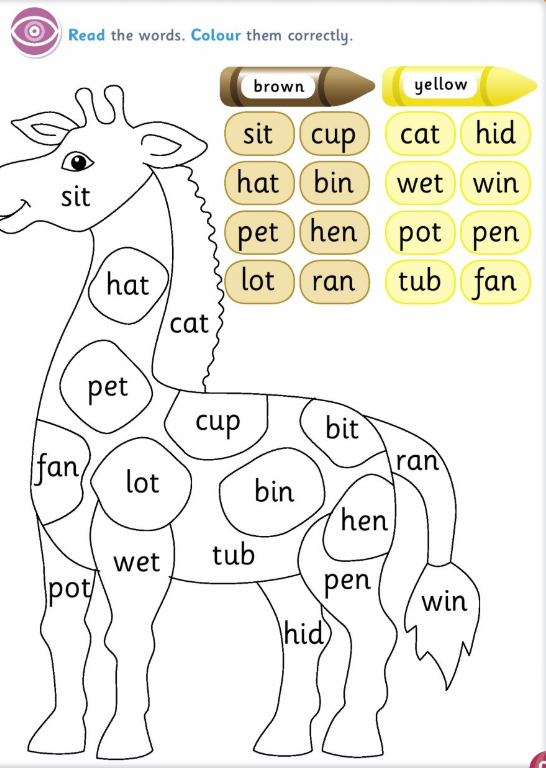 Read the words. Colour them correctly.
brown yellow
sit cup cat hid
hat bin wet win
pet hen pot pen
lot ran tub fan
sit
hat
cat
pet
cup
bit
fan
lot
bin
ran
hen
wet
tub
pot
pen
win
hid